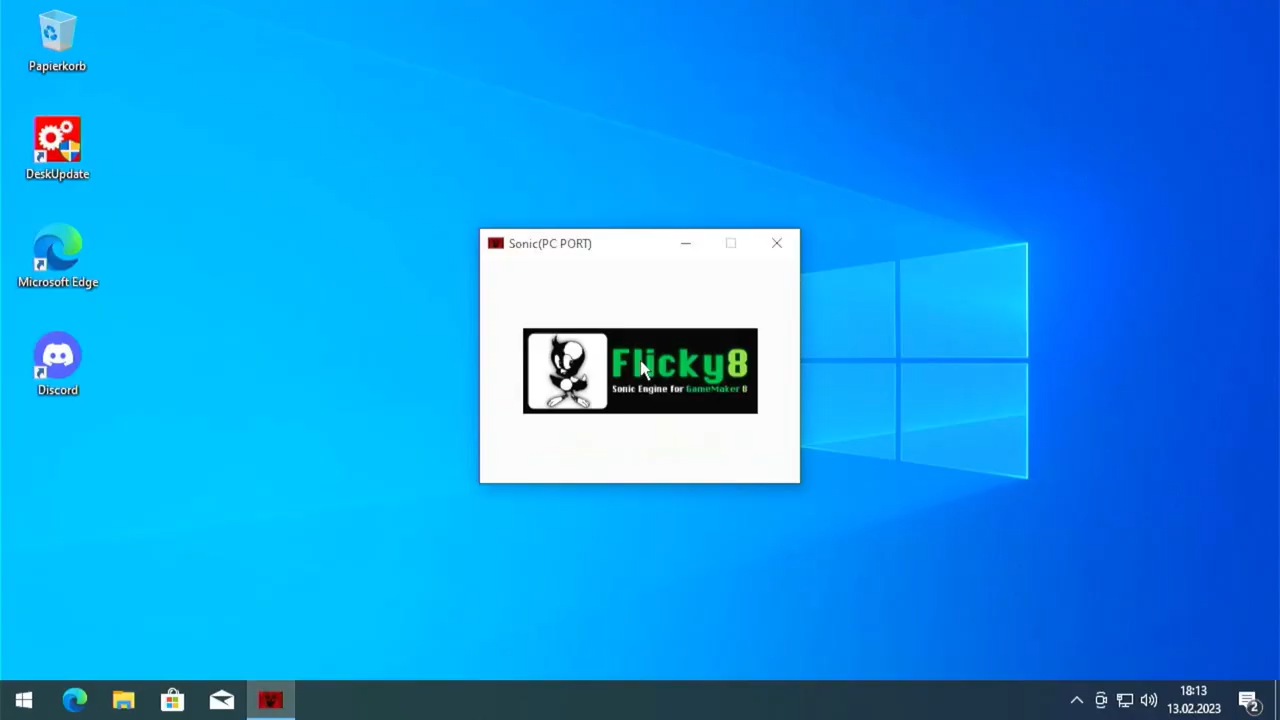 Papierkorb
DeskUpdate
Microsoft Edge
Discord
Sonic(PC PORT)
Flicky8
Sonic Engine for GameMaker 8
18:13
13.02.2023
2